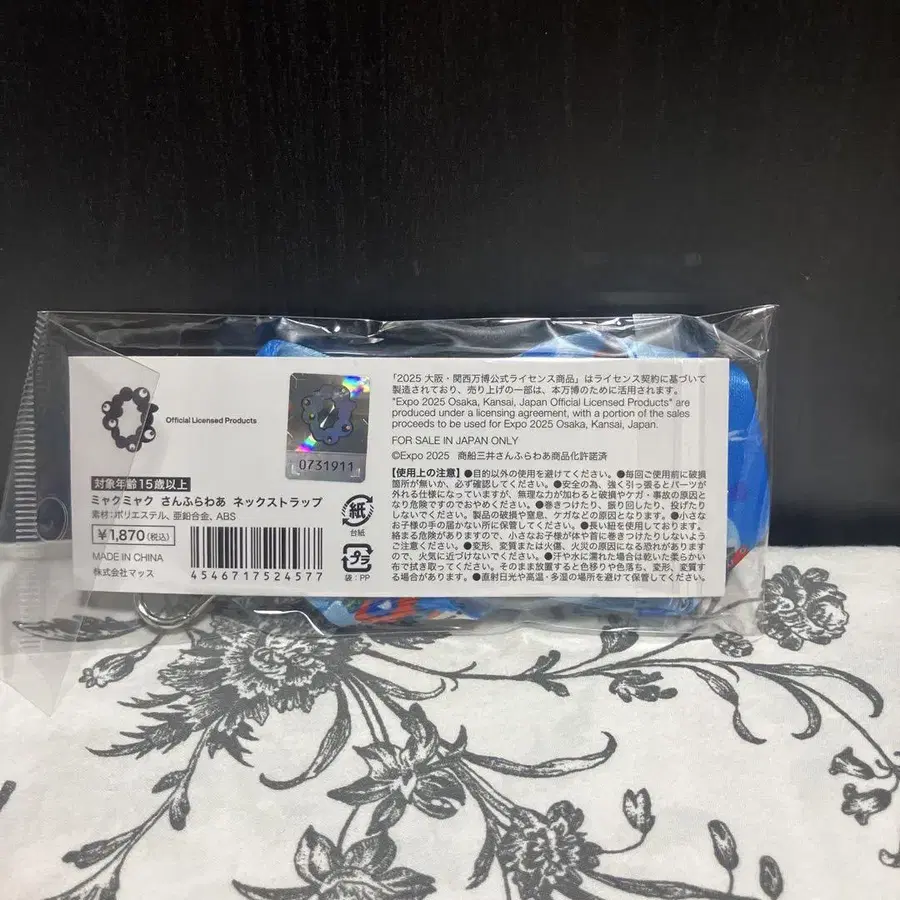 Official Licensed Products
0731911
対象年齢15歳以上
ミャクミャク さんふらわあ ネックストラップ
素材:ポリエステル, 亜鉛合金, ABS
¥1,870(税込)
MADE IN CHINA
株式会社マッス
4546717524577
紙
台紙
プラ
袋:PP
「2025 大阪・関西万博公式ライセンス商品」はライセンス契約に基づいて
製造されており、売り上げの一部は、本万博のために活用されます。
"Expo 2025 Osaka, Kansai, Japan Official Licensed Products" are
produced under a licensing agreement, with a portion of the sales
proceeds to be used for Expo 2025 Osaka, Kansai, Japan.
FOR SALE IN JAPAN ONLY
©Expo 2025 商船三井さんふらわあ商品化許諾済
【使用上の注意】●目的以外の使用を避けてください。●毎回ご使用前に破損
箇所が無いか、必ず確認してください。●安全の為、強く引っ張るとパーツが
外れる仕様になっていますが、無理な力が加わると破損やケガ・事故の原因と
なり危険ですのでおやめください。●巻きつけたり、振り回したり、投げたり
しないでください。製品の破損や窒息、ケガなどの原因となります。●小さな
お子様の手の届かない所に保管してください。●長い紐を使用しております。
絡まる危険がありますので、小さなお子様が体や首に巻きつけたりしないよう
ご注意ください。●変形、変質または火傷、火災の原因になる恐れがあります
ので、火気に近づけないでください。●汗や水に濡れた場合は乾いた柔らかい
布で拭き取ってください。そのまま放置すると色移りや色落ち、変形、変質す
る場合があります。●直射日光や高温・多湿の場所を避けて保管してください。